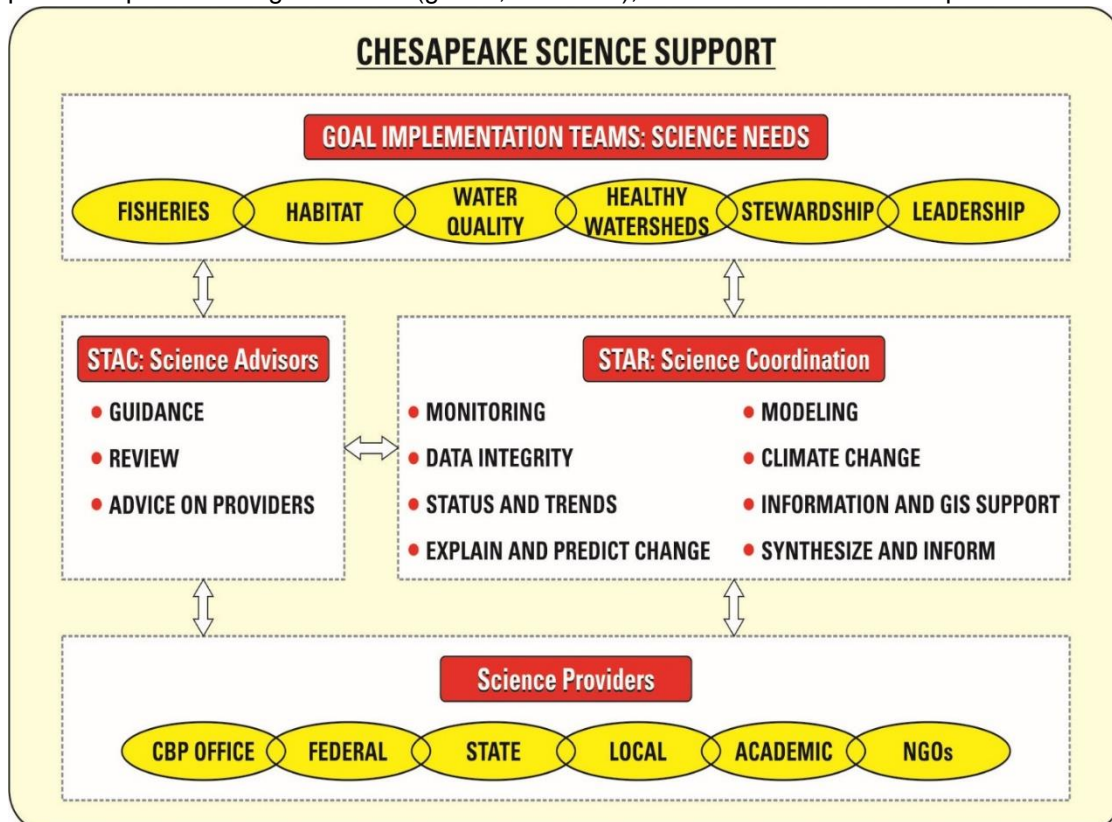 CHESAPEAKE SCIENCE SUPPORT
GOAL IMPLEMENTATION TEAMS: SCIENCE NEEDS
FISHERIES
HABITAT
WATER
QUALITY
HEALTHY
WATERSHEDS
STEWARDSHIP
LEADERSHIP
STAC: Science Advisors
• GUIDANCE
• REVIEW
• ADVICE ON PROVIDERS
STAR: Science Coordination
• MONITORING
• DATA INTEGRITY
• STATUS AND TRENDS
• EXPLAIN AND PREDICT CHANGE
• MODELING
• CLIMATE CHANGE
• INFORMATION AND GIS SUPPORT
• SYNTHESIZE AND INFORM
Science Providers
CBP OFFICE
FEDERAL
STATE
LOCAL
ACADEMIC
NGOs